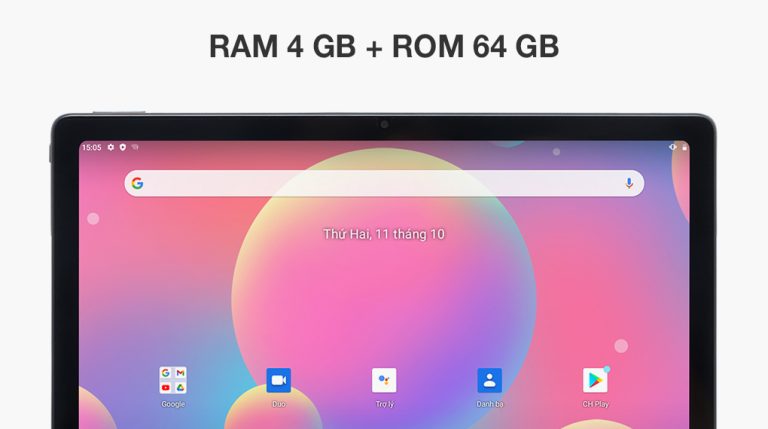 RAM 4 GB + ROM 64 GB
15:05
Thứ Hai, 11 tháng 10
Google
Duo
Trợ lý
Danh bạ
CH Play